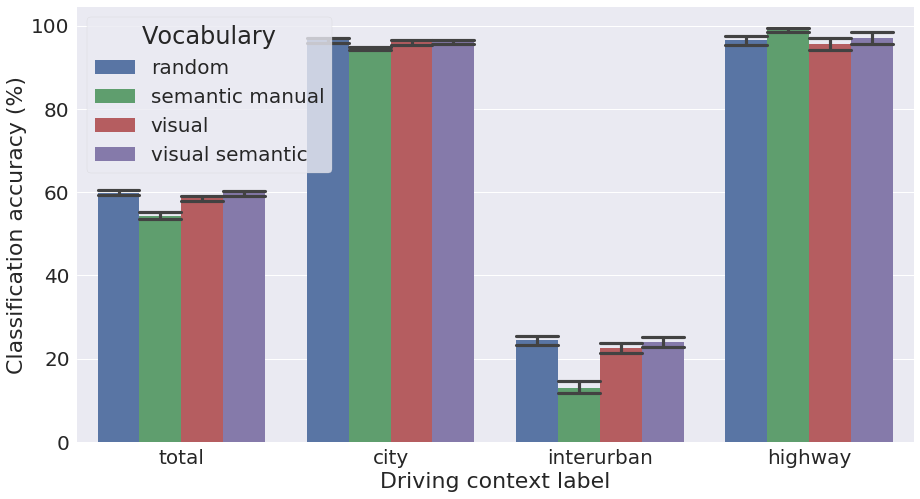 Vocabulary
random
semantic manual
visual
visual semantic
Classification accuracy (%)
100
80
60
40
20
0
total city interurban highway
Driving context label